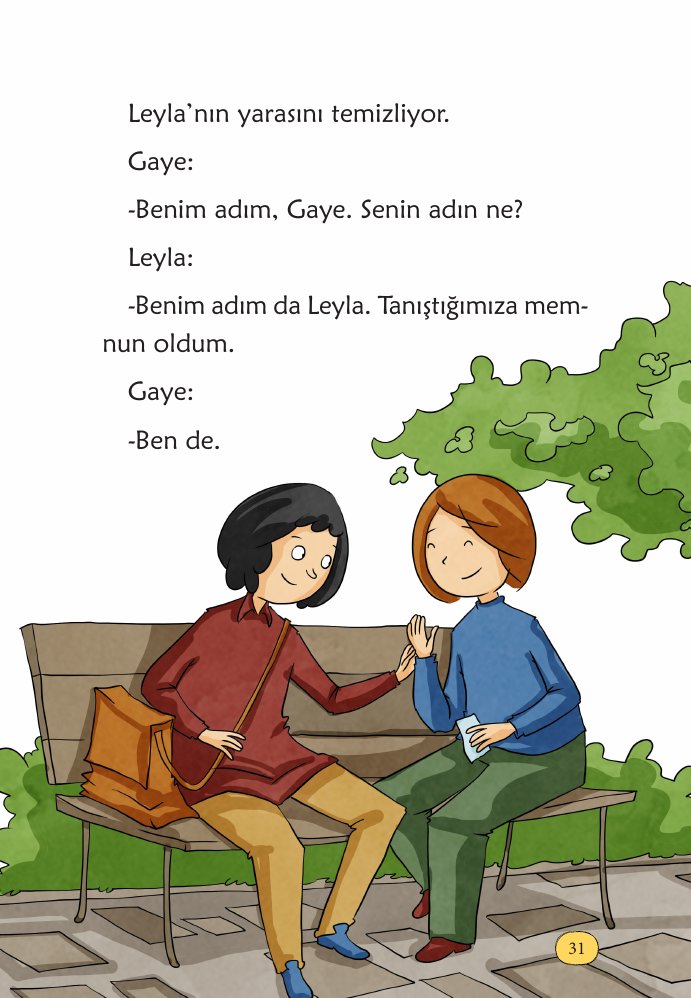 Leyla’nın yarasını temizliyor.
Gaye:
-Benim adım, Gaye. Senin adın ne?
Leyla:
-Benim adım da Leyla. Tanıştığımıza mem-
nun oldum.
Gaye:
-Ben de.
31